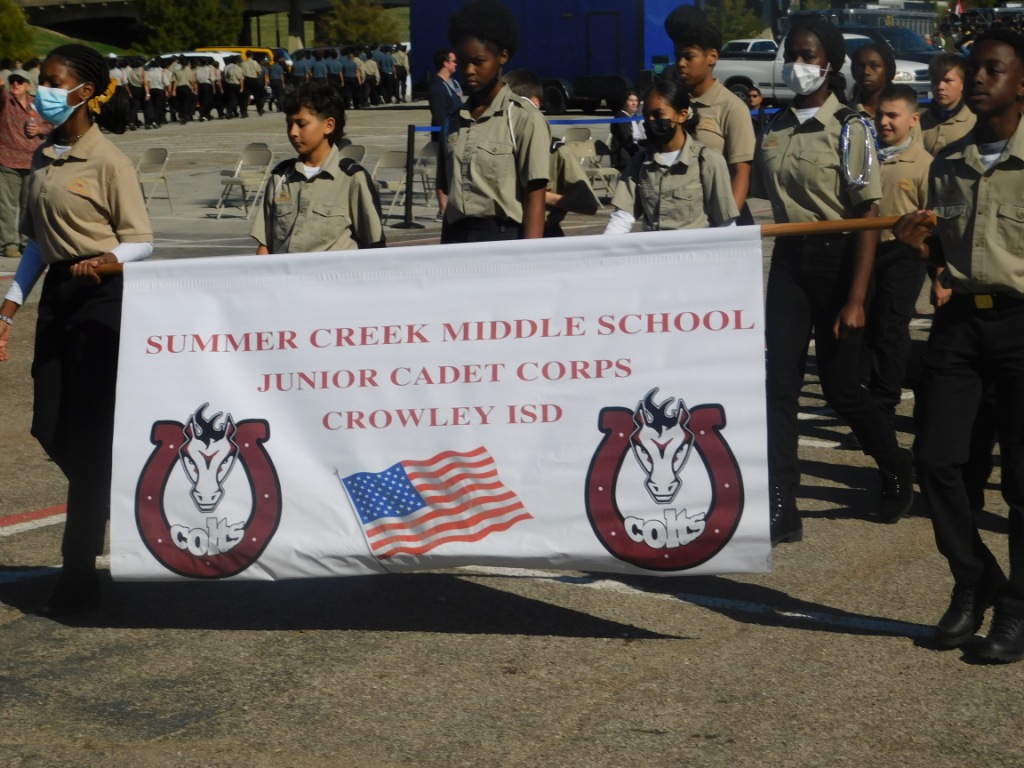 SUMMER CREEK MIDDLE SCHOOL
JUNIOR CADET CORPS
CROWLEY ISD
colts
colts